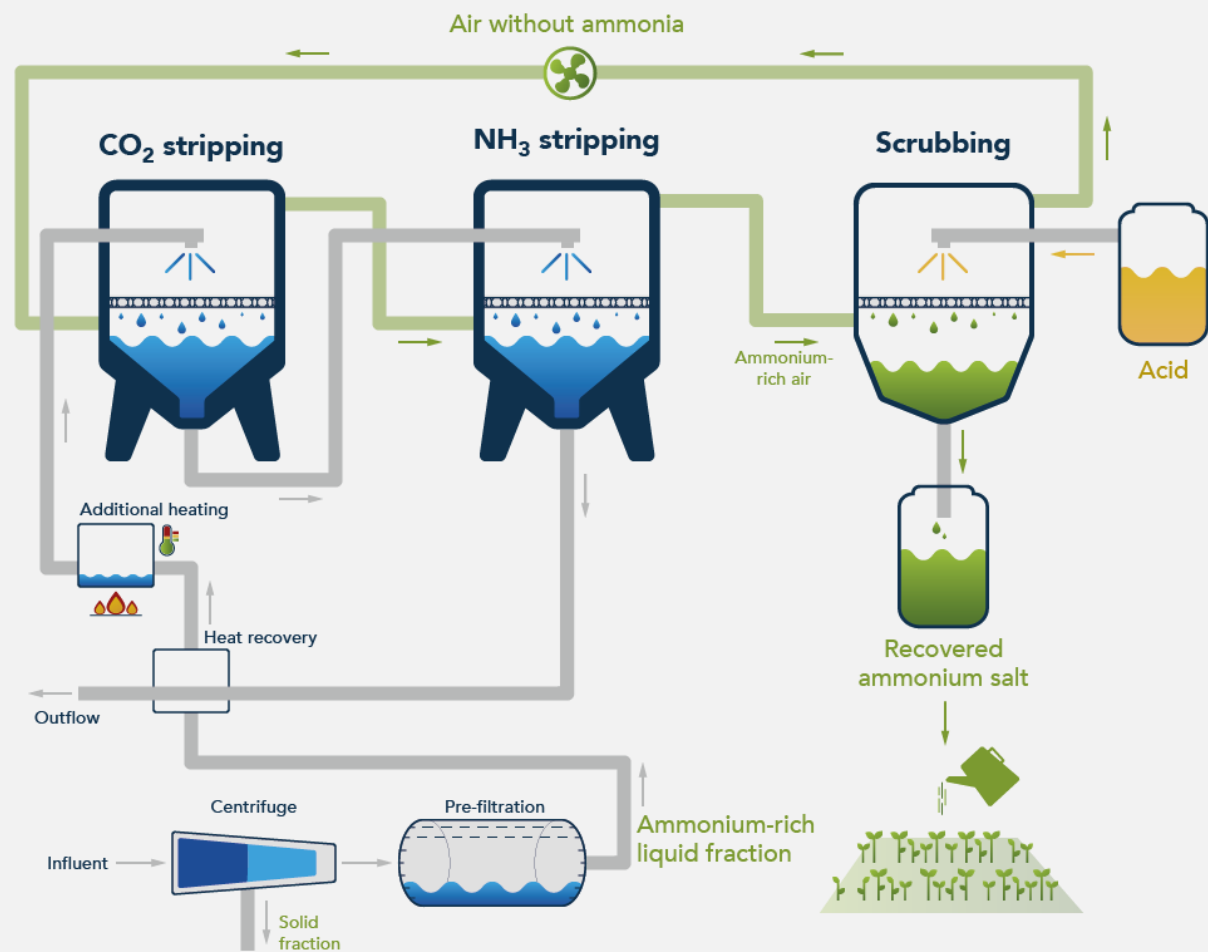 Air without ammonia
CO₂ stripping
NH₃ stripping
Scrubbing
Ammonium-
rich air
Acid
Additional heating
Heat recovery
Outflow
Recovered
ammonium salt
Centrifuge
Pre-filtration
Ammonium-rich
liquid fraction
Influent
Solid
fraction